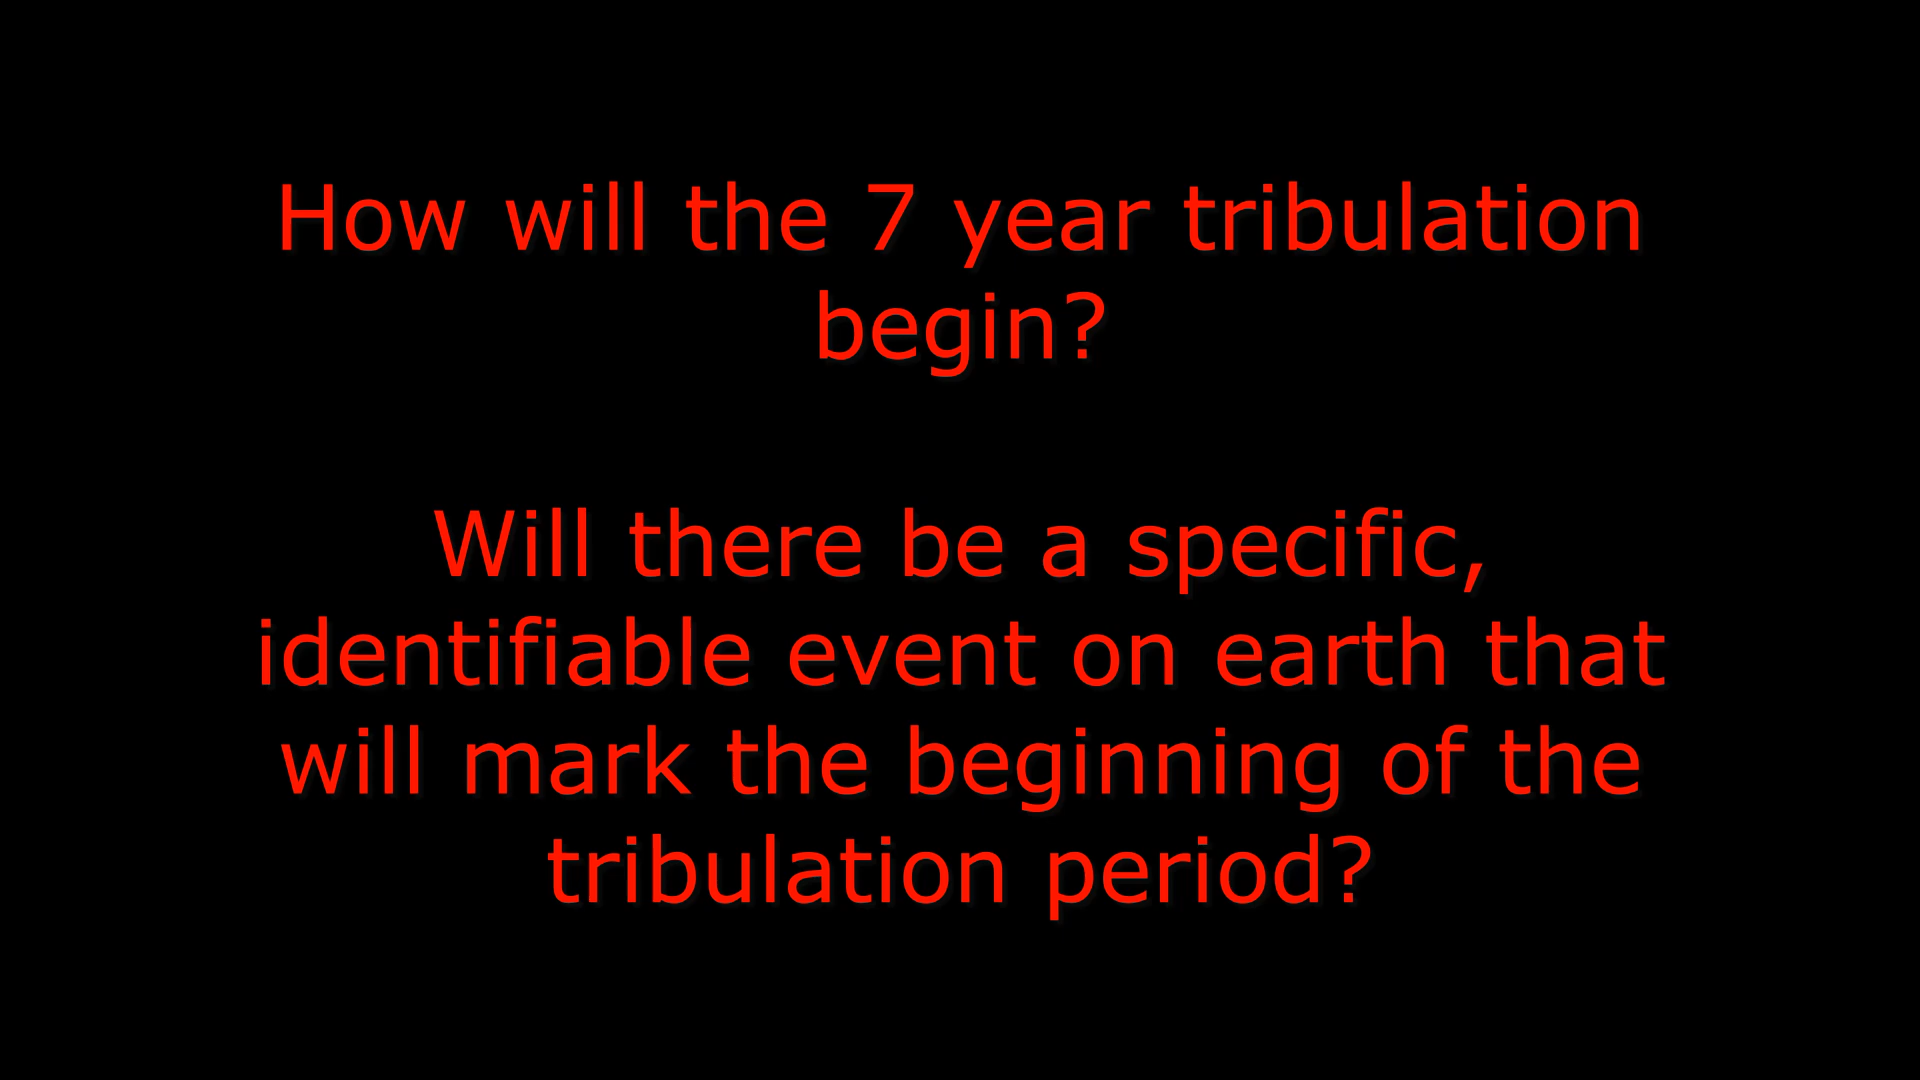 How will the 7 year tribulation
begin?
Will there be a specific,
identifiable event on earth that
will mark the beginning of the
tribulation period?